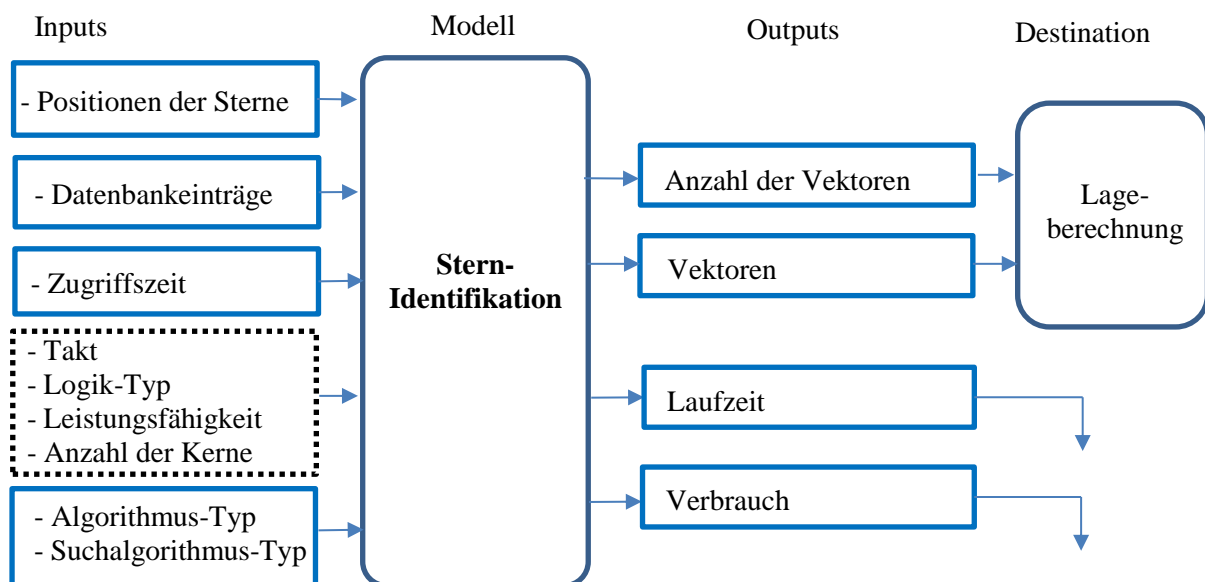 Inputs
Modell
Outputs
Destination
- Positionen der Sterne
- Datenbankeinträge
- Zugriffszeit
- Takt
- Logik-Typ
- Leistungsfähigkeit
- Anzahl der Kerne
- Algorithmus-Typ
- Suchalgorithmus-Typ
Stern-
Identifikation
Anzahl der Vektoren
Vektoren
Laufzeit
Verbrauch
Lage-
berechnung